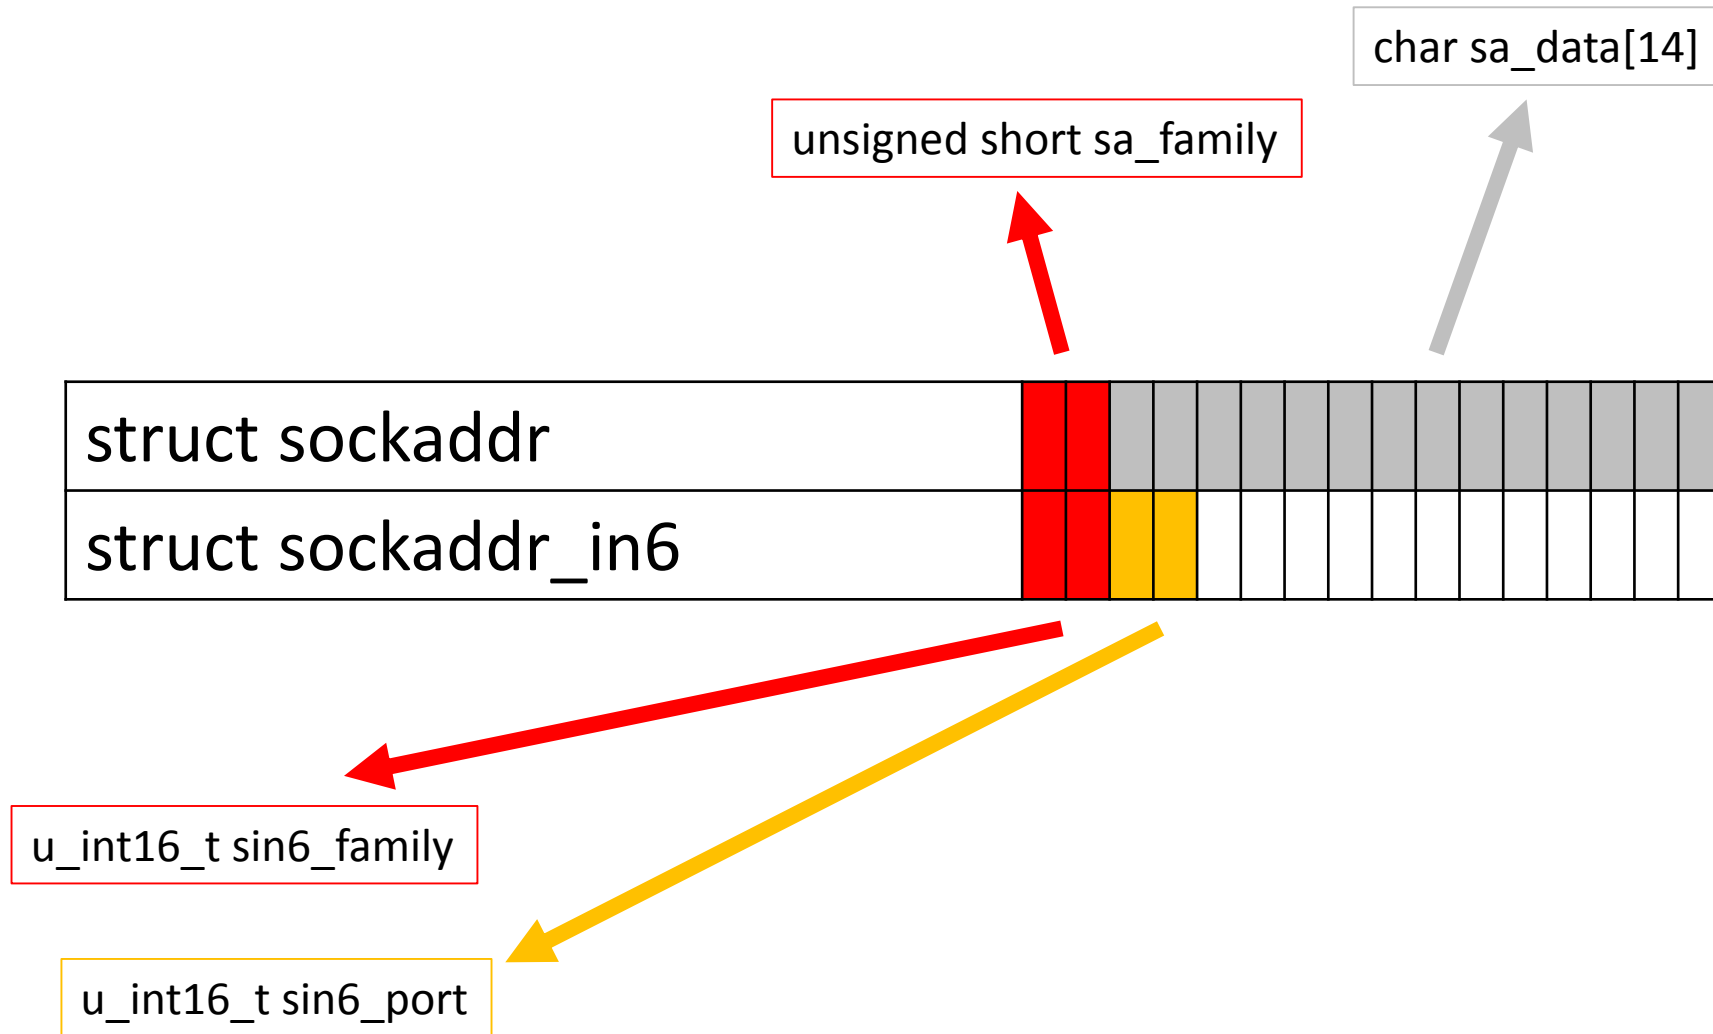 char sa_data[14]
unsigned short sa_family
struct sockaddr
struct sockaddr_in6
u_int16_t sin6_family
u_int16_t sin6_port